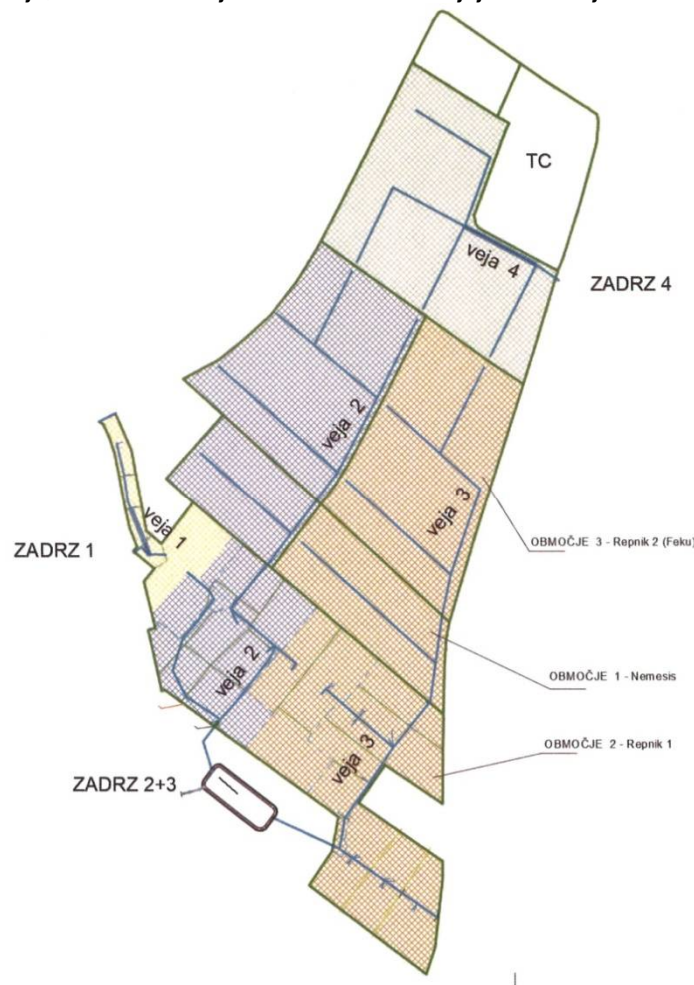 TC
veja 4
ZADRZ 4
veja 2
veja 3
veja 1
ZADRZ 1
OBMOČJE 3 - Repnik 2 (Feku)
OBMOČJE 1 - Nemesis
veja 2
OBMOČJE 2 - Repnik 1
veja 3
ZADRZ 2+3